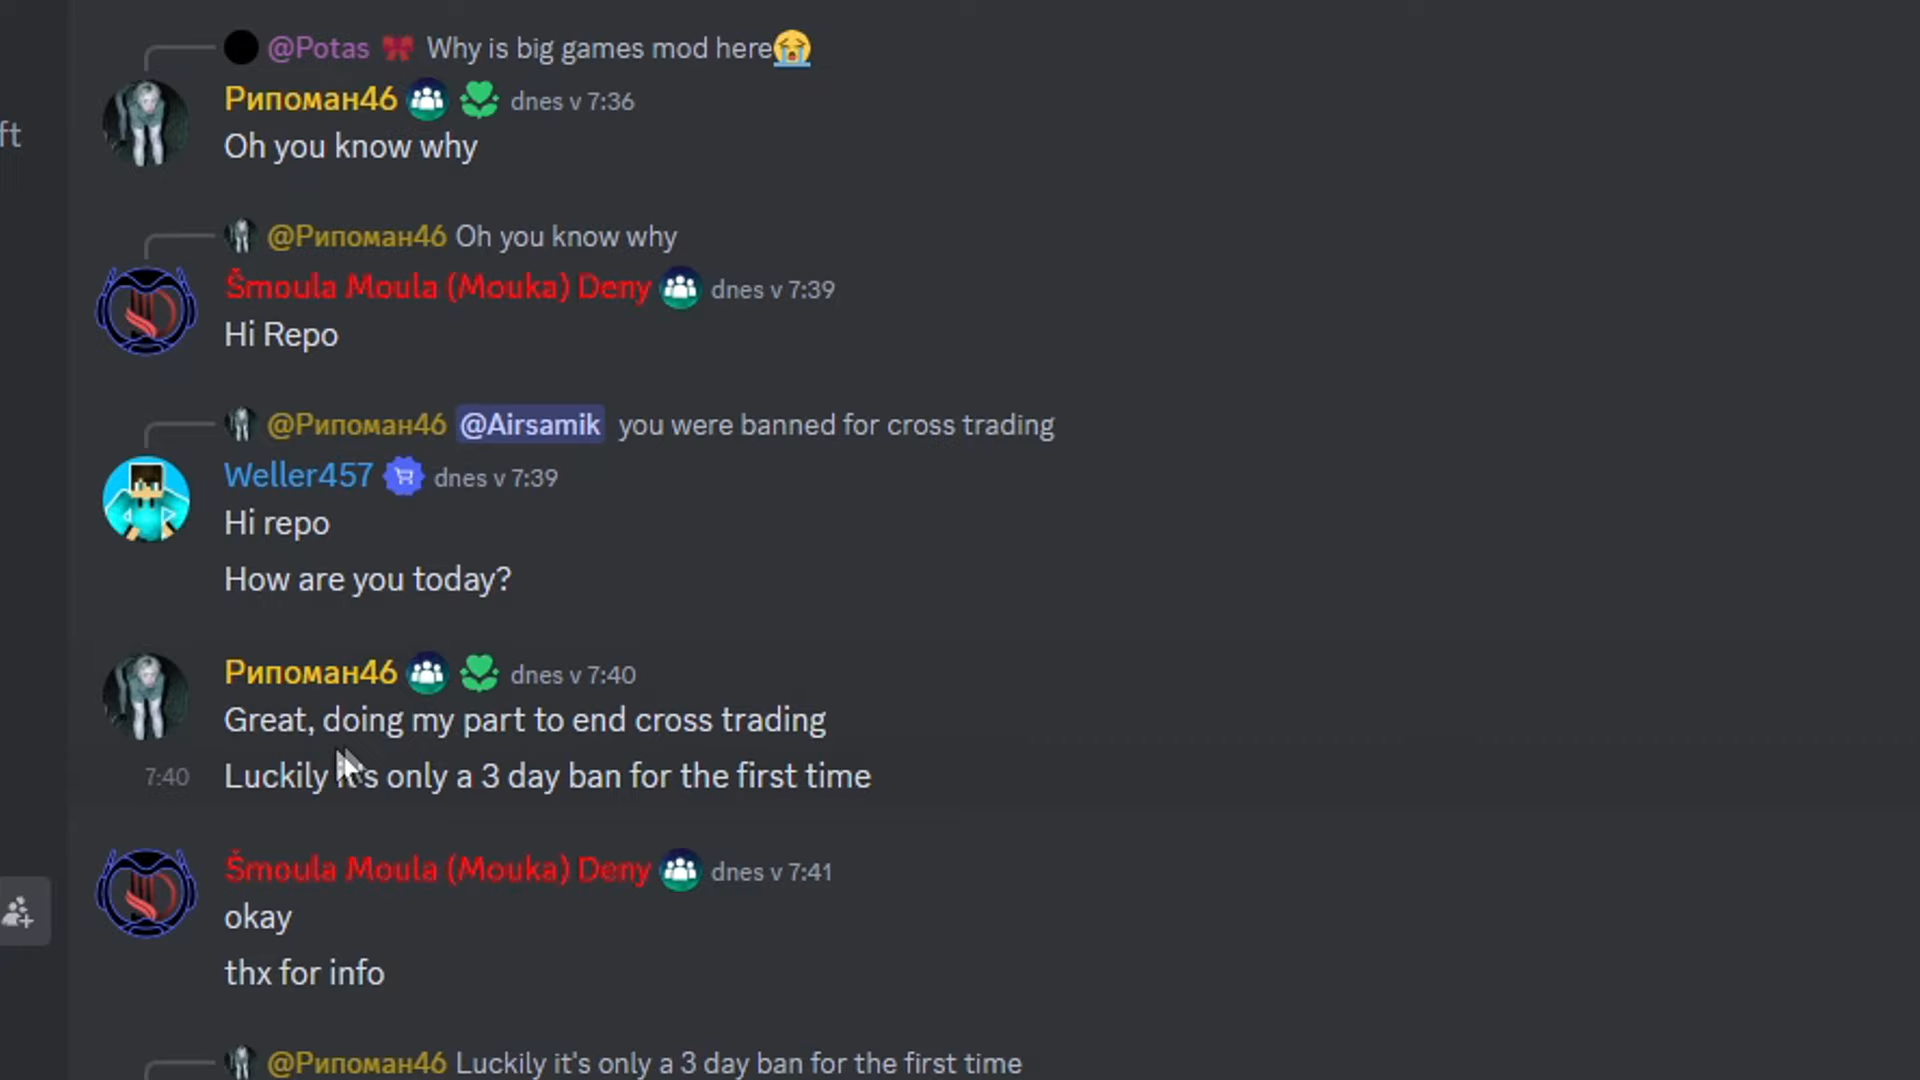 @Potas Why is big games mod here😭
Рипоман46 dnes v 7:36
ft
Oh you know why
@Рипоман46 Oh you know why
Šmoula Moula (Mouka) Deny dnes v 7:39
Hi Repo
@Рипоман46 @Airsamik you were banned for cross trading
Weller457 dnes v 7:39
Hi repo
How are you today?
Рипоман46 dnes v 7:40
Great, doing my part to end cross trading
7:40 Luckily it's only a 3 day ban for the first time
Šmoula Moula (Mouka) Deny dnes v 7:41
okay
thx for info
@Рипоман46 Luckily it's only a 3 day ban for the first time